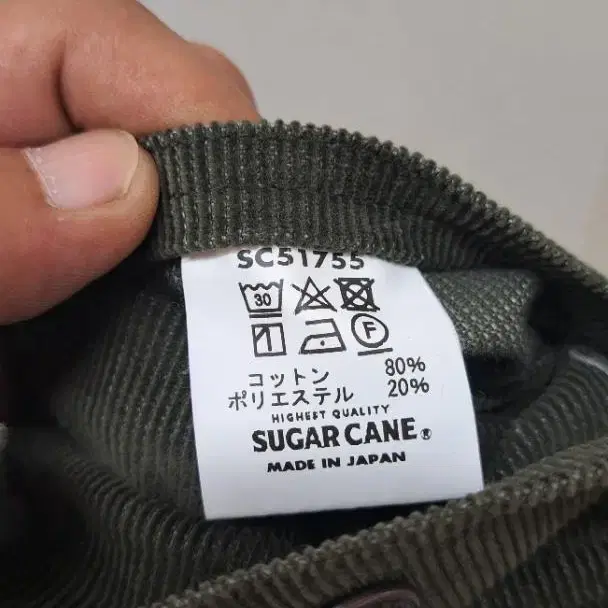 SC51755
30
F
コットン 80%
ポリエステル 20%
HIGHEST QUALITY
SUGAR CANE®
MADE IN JAPAN